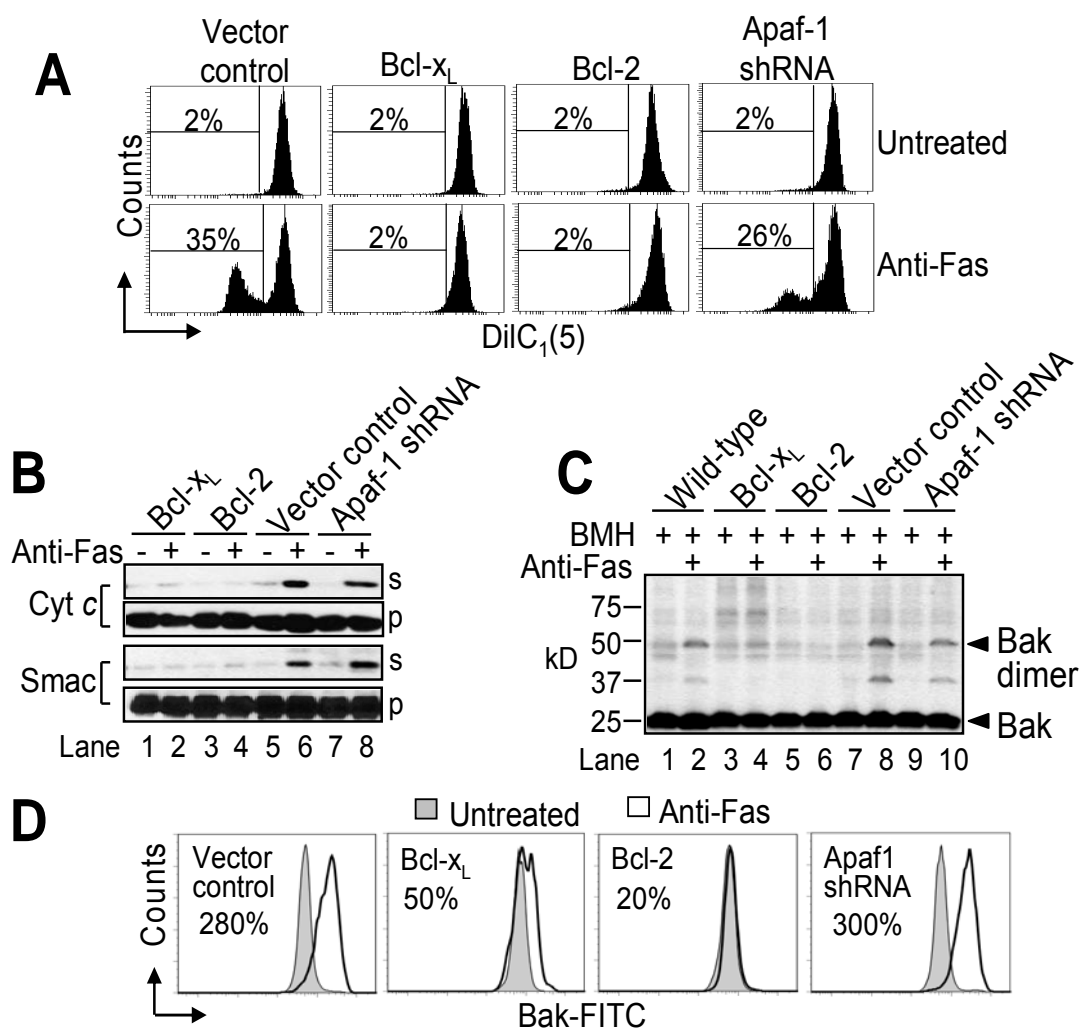 A
Vector control
Bcl-xL
Bcl-2
Apaf-1 shRNA
Counts
2%
2%
2%
2%
Untreated
35%
2%
2%
26%
Anti-Fas
DilC1(5)
B
Bcl-xL
Bcl-2
Vector control
Apaf-1 shRNA
Anti-Fas - + - + - + - +
Cyt c
s
p
Smac
s
p
Lane 1 2 3 4 5 6 7 8
C
Wild-type
Bcl-xL
Bcl-2
Vector control
Apaf-1 shRNA
BMH + + + + + + + + + +
Anti-Fas + + + + +
kD
75
50
37
25
Bak dimer
Bak
Lane 1 2 3 4 5 6 7 8 9 10
D
Untreated Anti-Fas
Counts
Vector control
280%
Bcl-xL
50%
Bcl-2
20%
Apaf1 shRNA
300%
Bak-FITC